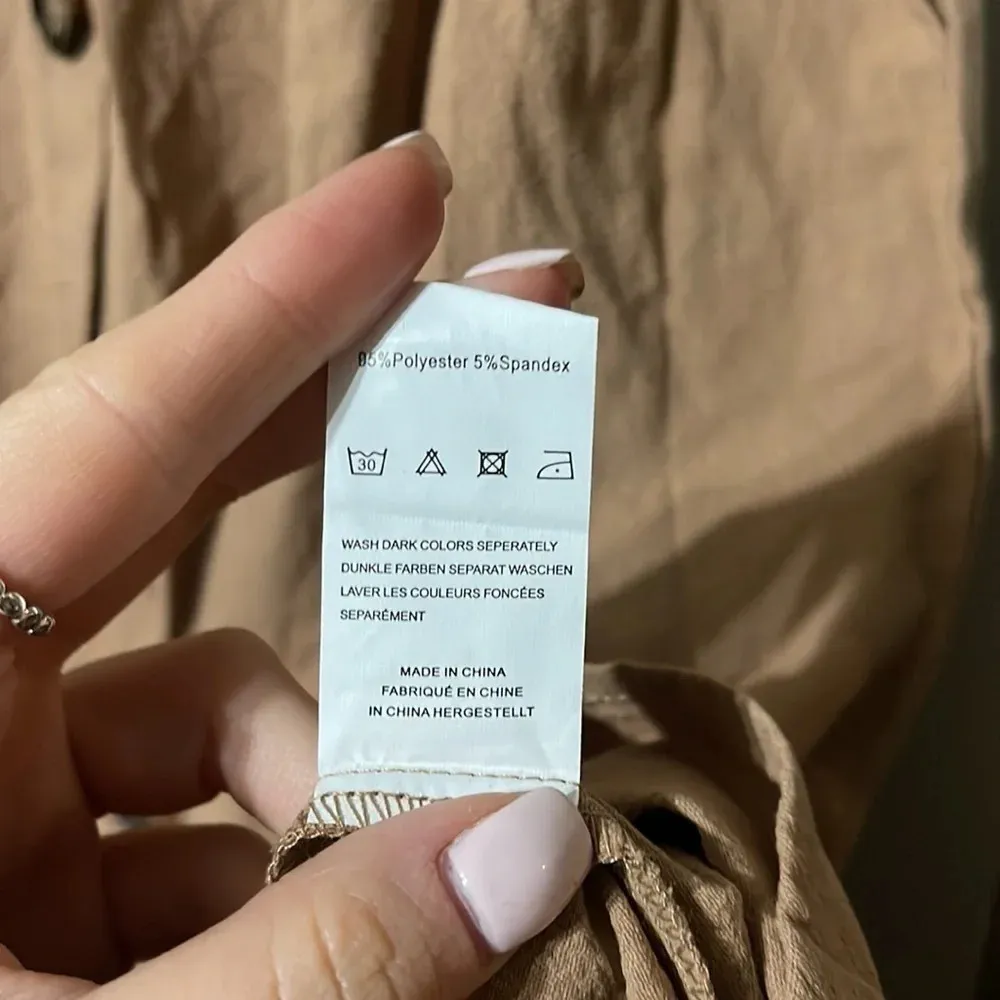 95%Polyester 5%Spandex
30
WASH DARK COLORS SEPERATELY
DUNKLE FARBEN SEPARAT WASCHEN
LAVER LES COULEURS FONCÉES
SEPARÉMENT
MADE IN CHINA
FABRIQUÉ EN CHINE
IN CHINA HERGESTELLT